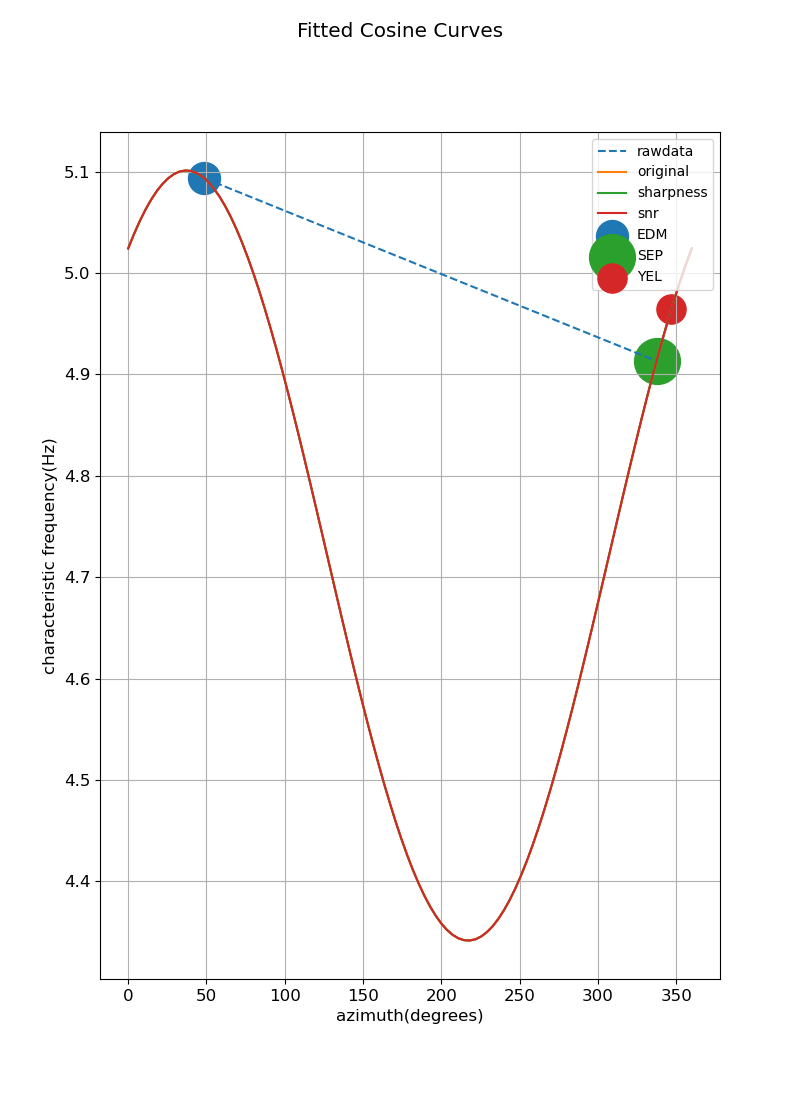 Fitted Cosine Curves
rawdata
original
sharpness
snr
EDM
SEP
YEL
5.1
5.0
4.9
4.8
4.7
4.6
4.5
4.4
characteristic frequency(Hz)
0 50 100 150 200 250 300 350
azimuth(degrees)